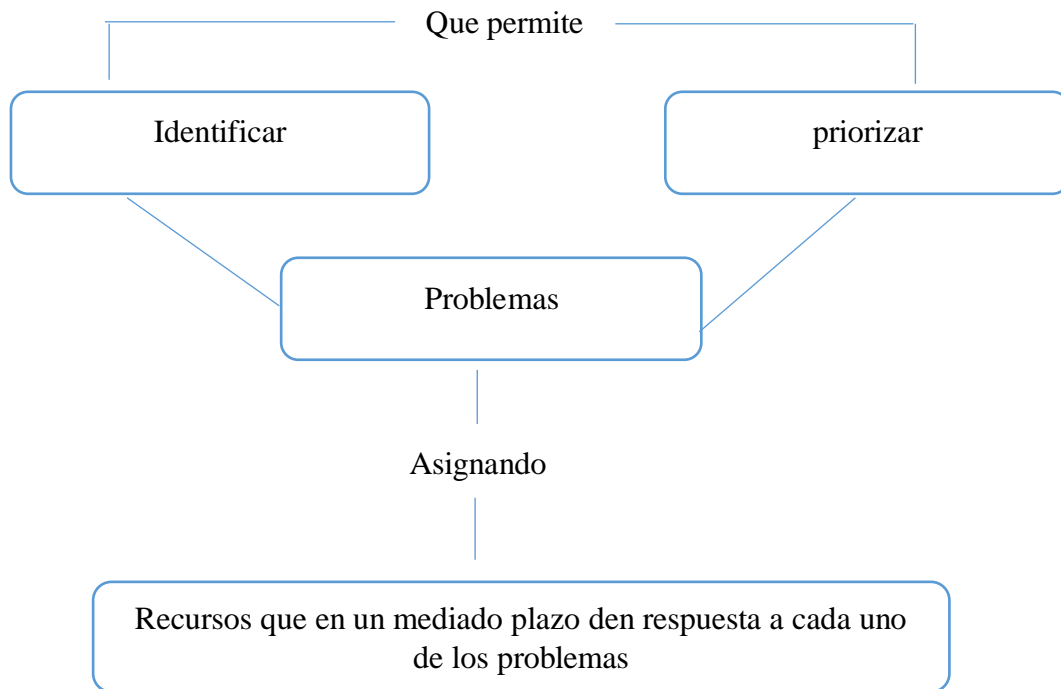 Que permite
Identificar
priorizar
Problemas
Asignando
Recursos que en un mediado plazo den respuesta a cada uno
de los problemas